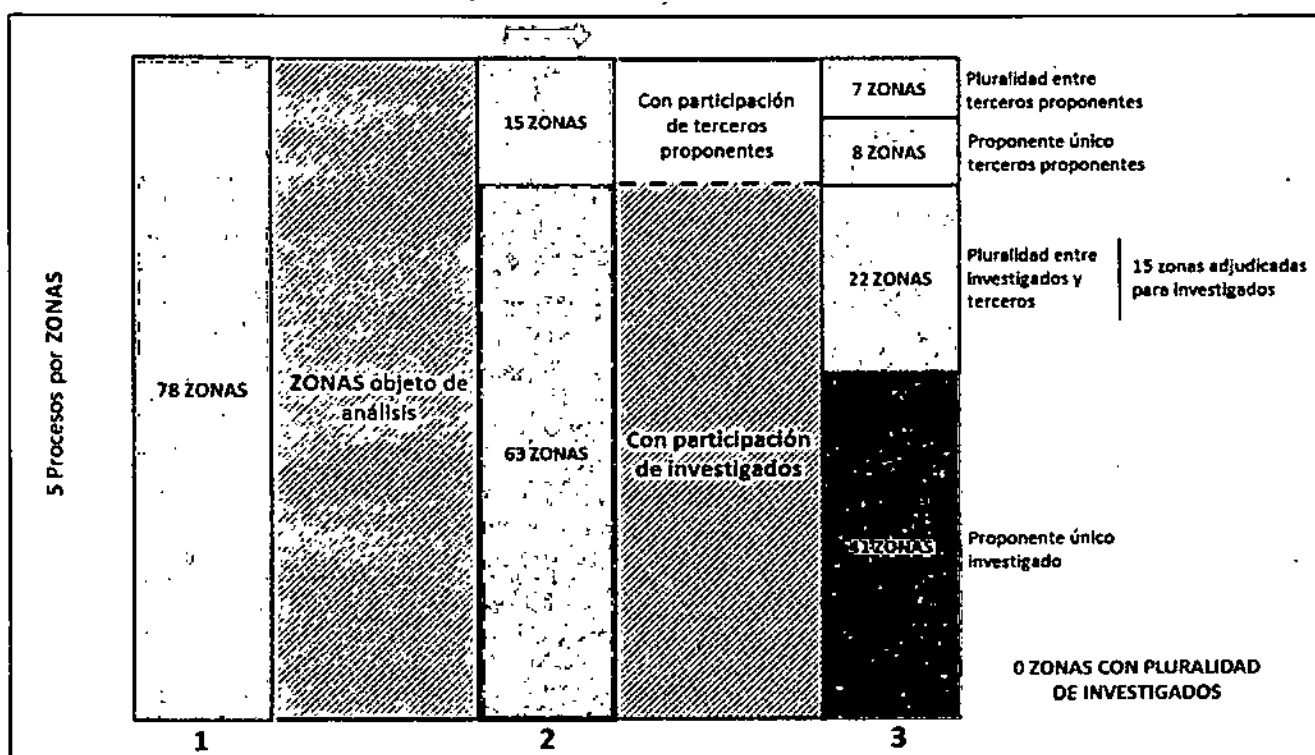 5 Procesos por ZONAS
78 ZONAS
ZONAS objeto de
análisis
15 ZONAS
63 ZONAS
Con participación
de terceros
proponentes
Con participación
de investigados
7 ZONAS
Pluralidad entre
terceros proponentes
8 ZONAS
Proponente único
terceros proponentes
22 ZONAS
Pluralidad entre
investigados y
terceros
15 zonas adjudicadas
para investigados
41 ZONAS
Proponente único
investigado
0 ZONAS CON PLURALIDAD
DE INVESTIGADOS
1
2
3